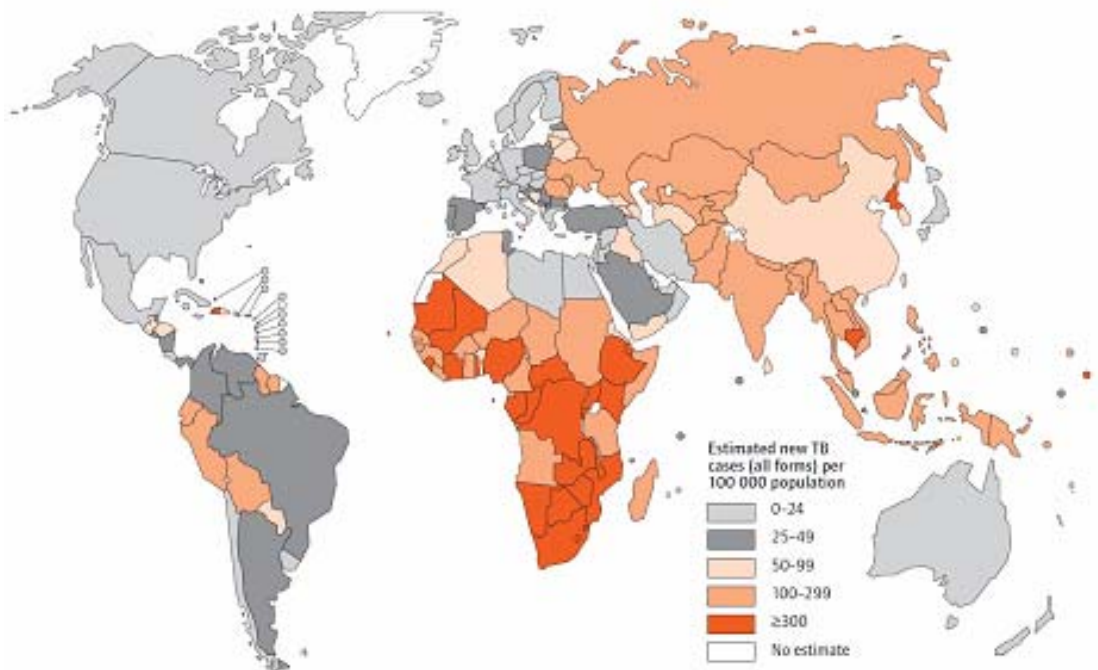 Estimated new TB
cases (all forms) per
100 000 population
0–24
25–49
50–99
100–299
≥300
No estimate